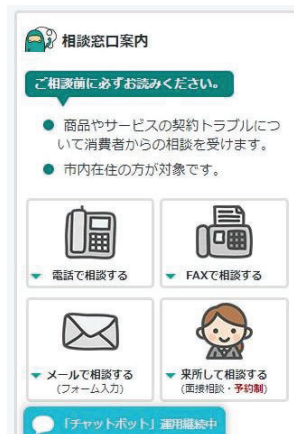 相談窓口案内
ご相談前に必ずお読みください。
● 商品やサービスの契約トラブルにつ
いて消費者からの相談を受けます。
● 市内在住の方が対象です。
電話で相談する
FAXで相談する
メールで相談する
(フォーム入力)
来所して相談する
(面接相談・予約制)
「チャットボット」運用継続中